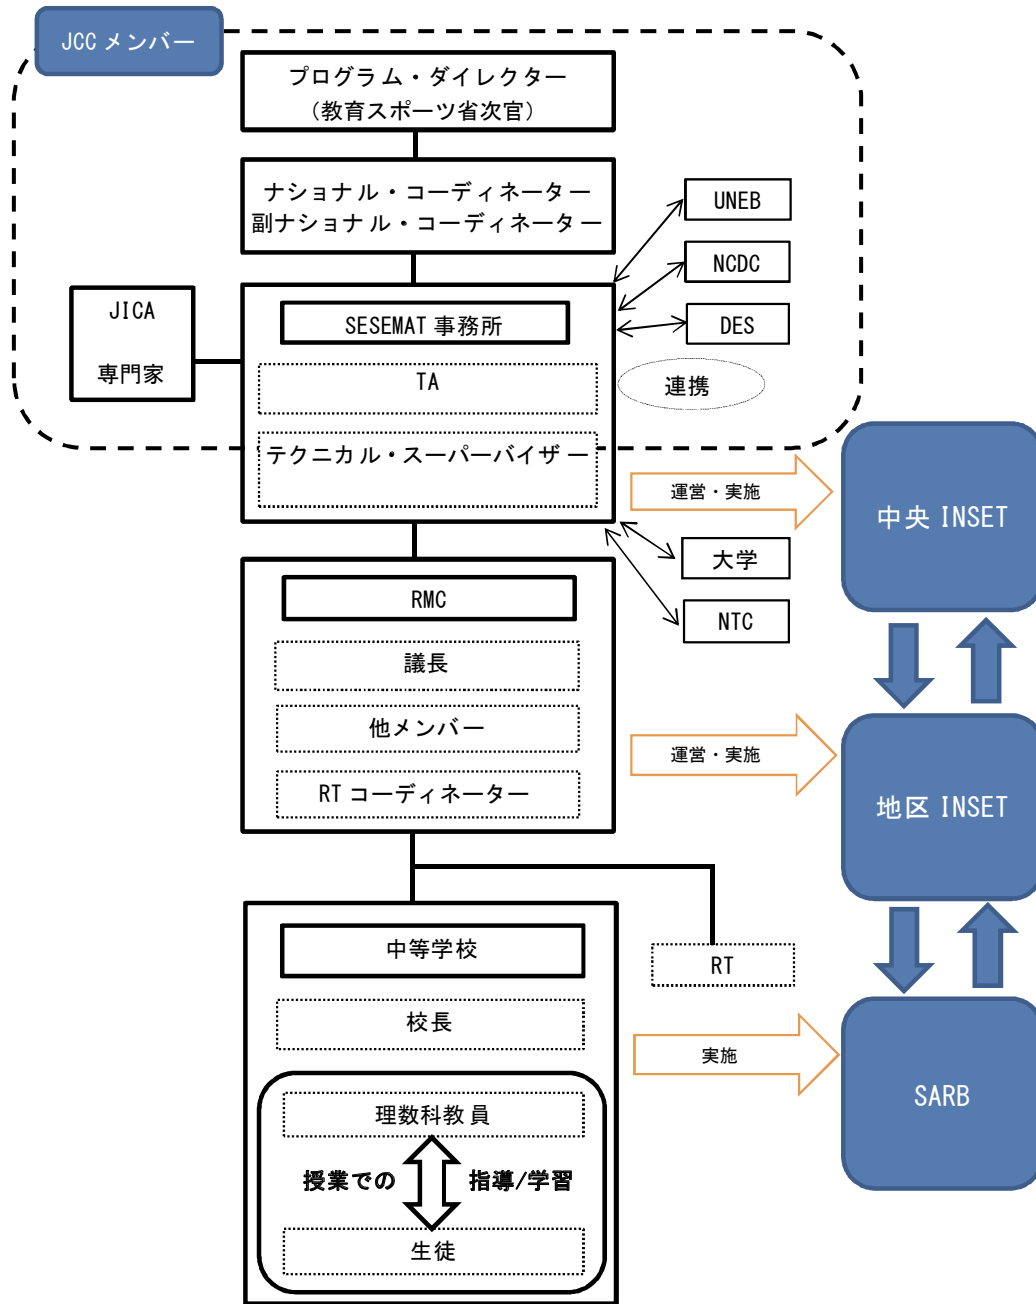 JCC メンバー
プログラム・ダイレクター
（教育スポーツ省次官）
ナショナル・コーディネーター
副ナショナル・コーディネーター
UNEB
NCDC
DES
連携
JICA
専門家
SESEMAT 事務所
TA
テクニカル・スーパーバイザー
運営・実施
中央 INSET
大学
NTC
RMC
議長
他メンバー
RT コーディネーター
運営・実施
地区 INSET
中等学校
RT
校長
実施
SARB
理数科教員
授業での 指導/学習
生徒